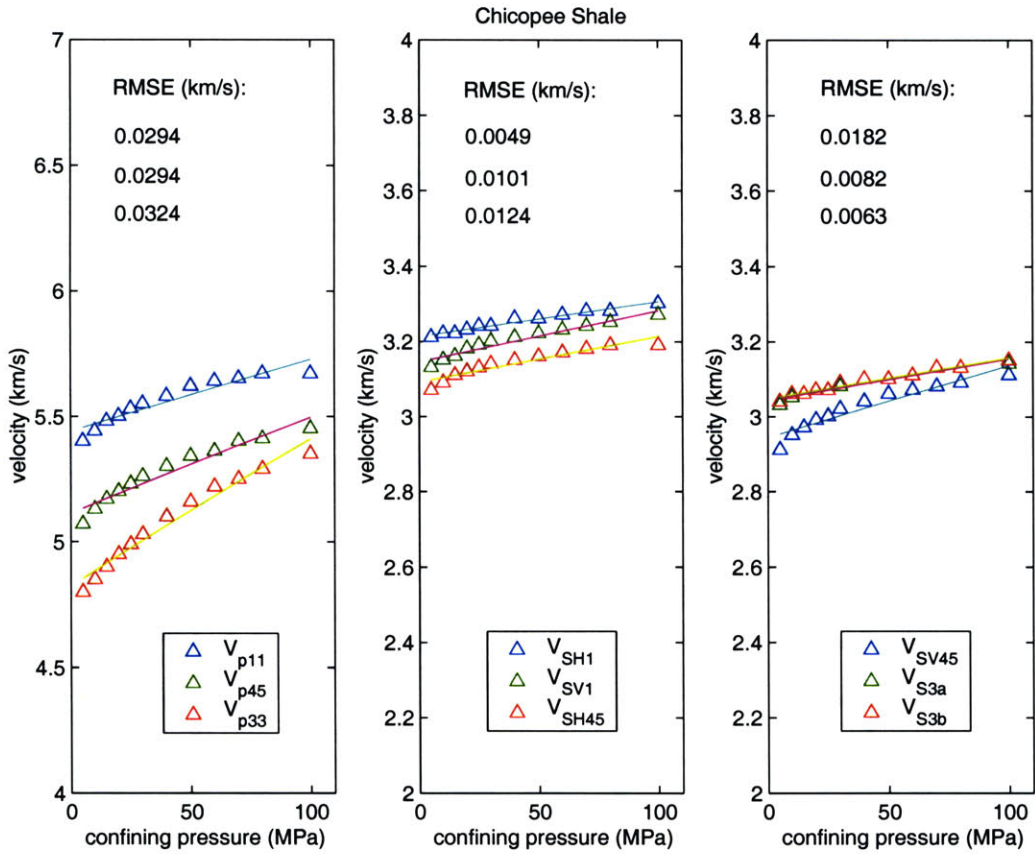 Chicopee Shale
7
6.5
6
5.5
5
4.5
4
velocity (km/s)
RMSE (km/s):
0.0294
0.0294
0.0324
V_p11
V_p45
V_p33
0
50
100
confining pressure (MPa)
4
3.8
3.6
3.4
3.2
3
2.8
2.6
2.4
2.2
2
velocity (km/s)
RMSE (km/s):
0.0049
0.0101
0.0124
V_SH1
V_SV1
V_SH45
0
50
100
confining pressure (MPa)
4
3.8
3.6
3.4
3.2
3
2.8
2.6
2.4
2.2
2
velocity (km/s)
RMSE (km/s):
0.0182
0.0082
0.0063
V_SV45
V_S3a
V_S3b
0
50
100
confining pressure (MPa)